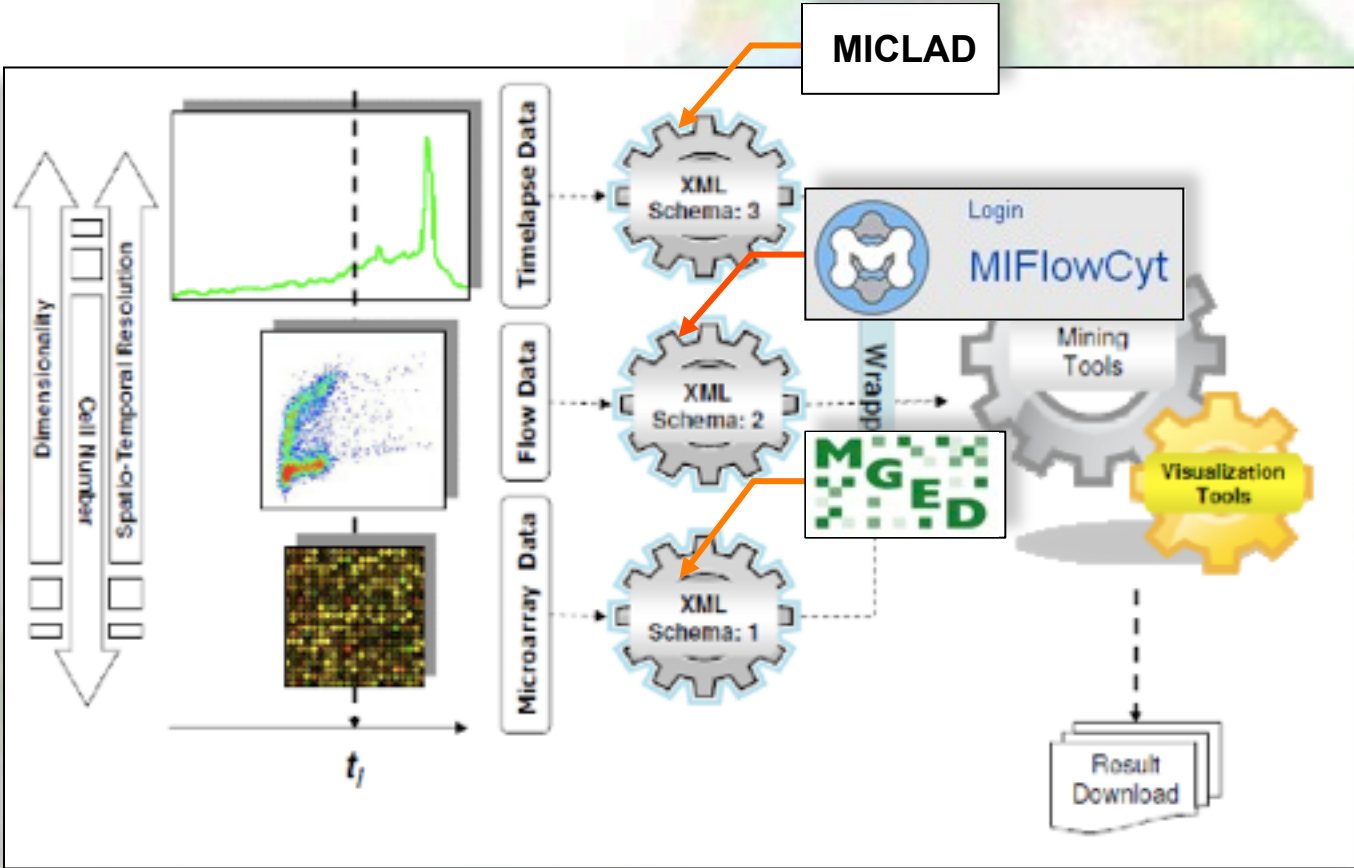 MICLAD
Dimensionality
Cell Number
Spatio-Temporal Resolution
Timelapse Data
XML
Schema: 3
Login
MIFlowCyt
Flow Data
XML
Schema: 2
Wrapp
Mining
Tools
MGED
Visualization
Tools
Microarray Data
XML
Schema: 1
Result
Download